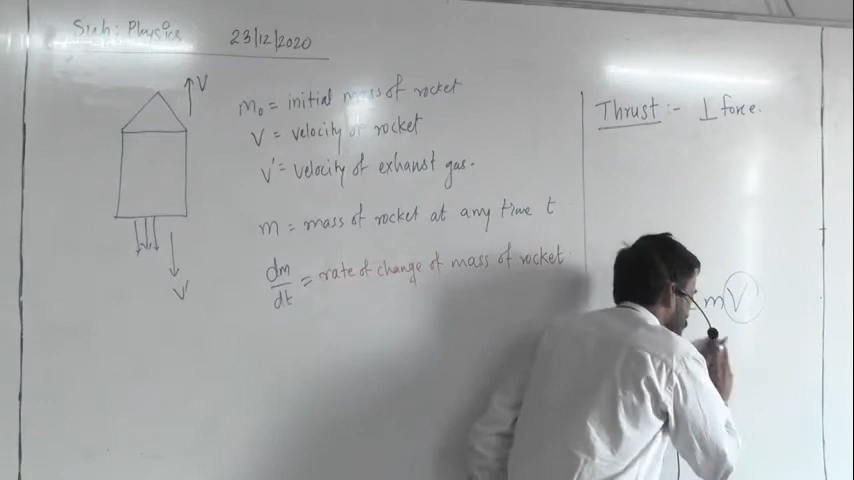 Sub: Physics 23/12/2020
V
m₀ = initial mass of rocket
V = velocity of rocket
v' = velocity of exhaust gas.
m = mass of rocket at any time t
dm/dt = rate of change of mass of rocket.
v'
Thrust :- ⊥ force.
mV